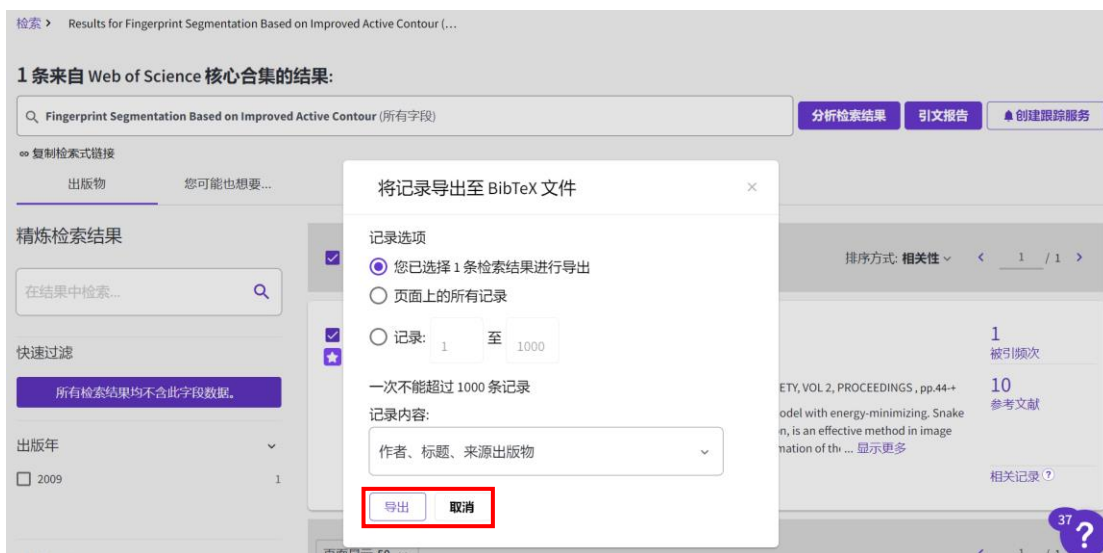 检索 > Results for Fingerprint Segmentation Based on Improved Active Contour (...
1 条来自 Web of Science 核心合集的结果:
Fingerprint Segmentation Based on Improved Active Contour (所有字段)
分析检索结果
引文报告
创建跟踪服务
复制检索式链接
出版物
您可能也想要...
精炼检索结果
在结果中检索...
快速过滤
所有检索结果均不含此字段数据。
出版年
2009
1
将记录导出至 BibTeX 文件
×
记录选项
您已选择 1 条检索结果进行导出
页面上的所有记录
记录: 1 至 1000
一次不能超过 1000 条记录
记录内容:
作者、标题、来源出版物
导出
取消
排序方式: 相关性
< 1 / 1 >
1
被引频次
ETY, VOL 2, PROCEEDINGS , pp.44-+
10
参考文献
odel with energy-minimizing. Snake
n, is an effective method in image
... 显示更多
相关记录 ?
37
?